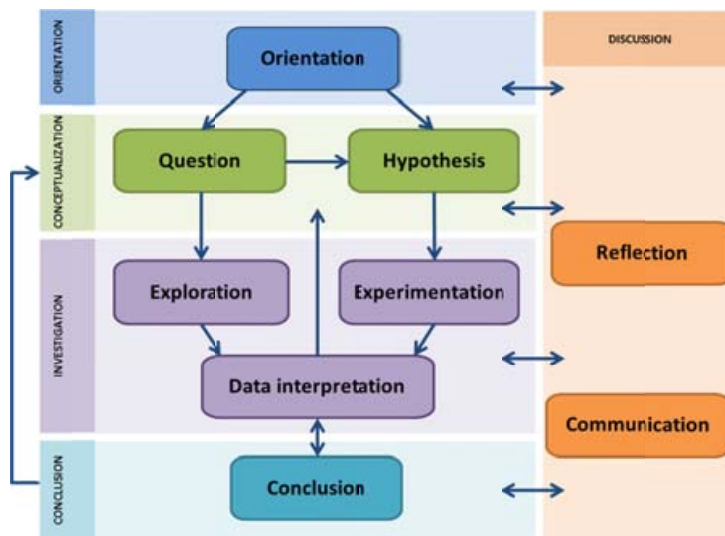 ORIENTATION
Orientation
DISCUSSION
CONCEPTUALIZATION
Question
Hypothesis
Reflection
INVESTIGATION
Exploration
Experimentation
Data interpretation
Communication
CONCLUSION
Conclusion